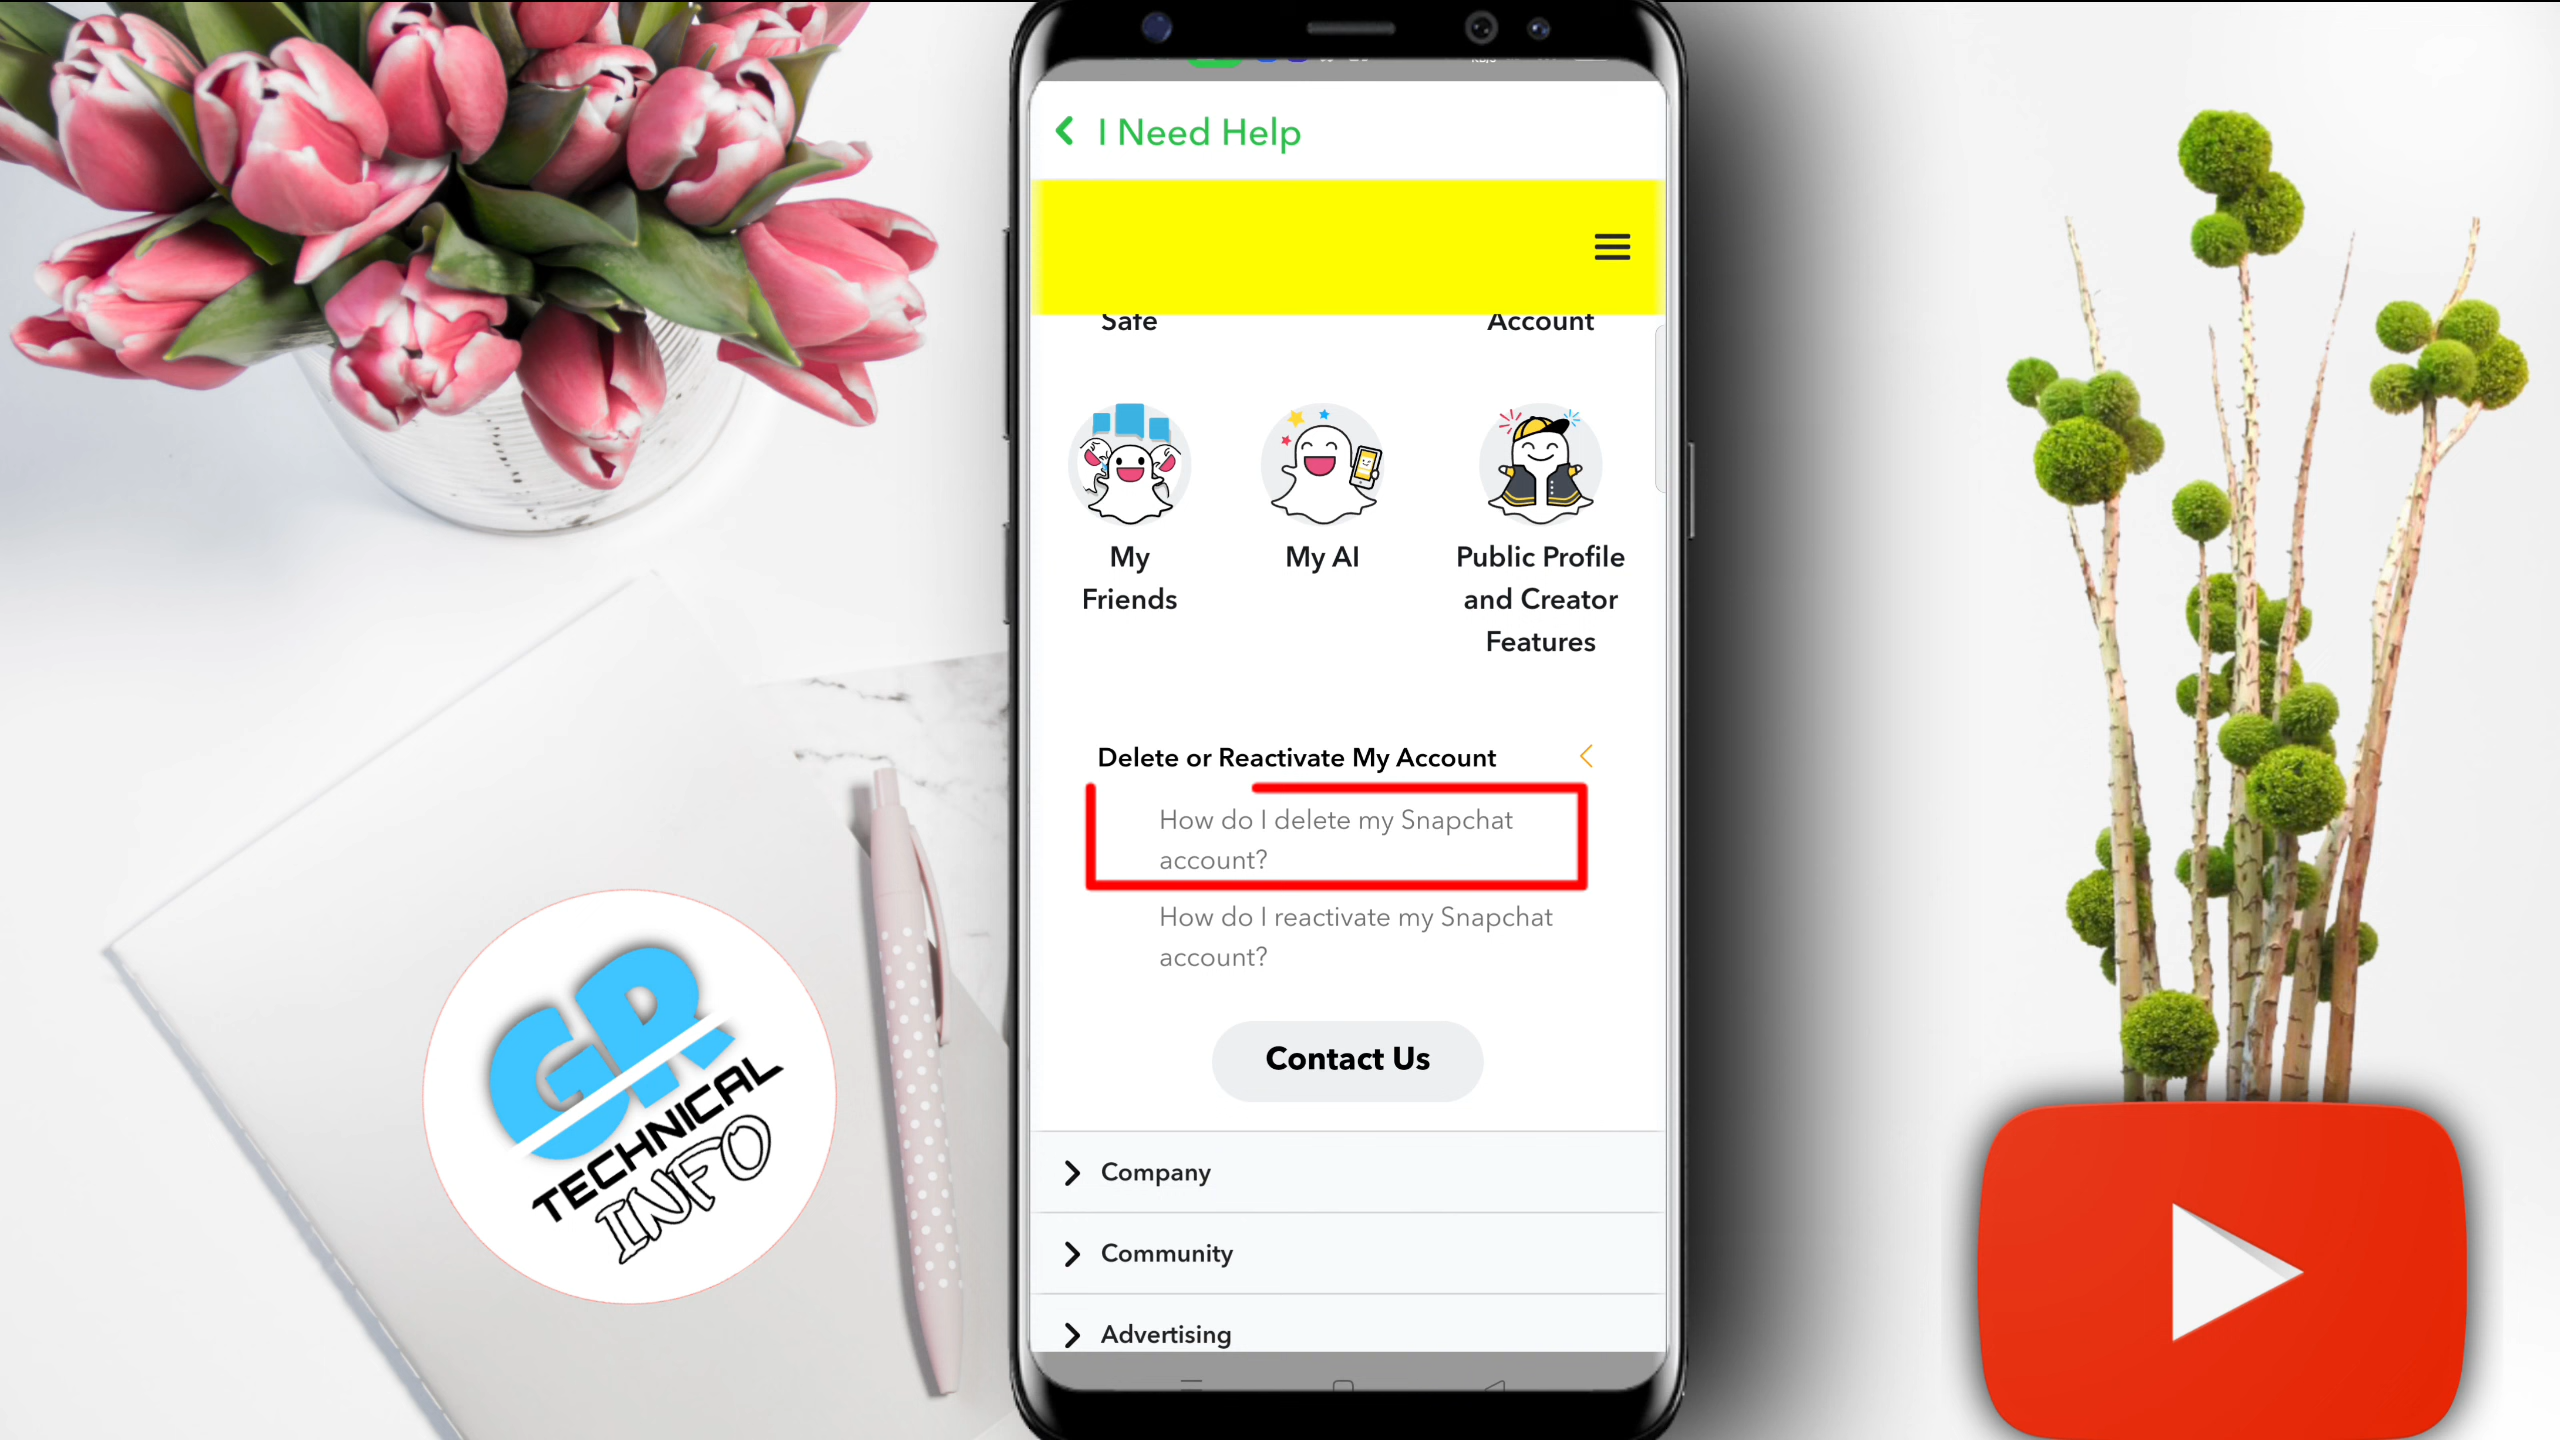 I Need Help
Safe
Account
My
Friends
My AI
Public Profile
and Creator
Features
Delete or Reactivate My Account
How do I delete my Snapchat
account?
How do I reactivate my Snapchat
account?
Contact Us
Company
Community
Advertising
GR
TECHNICAL
INFO